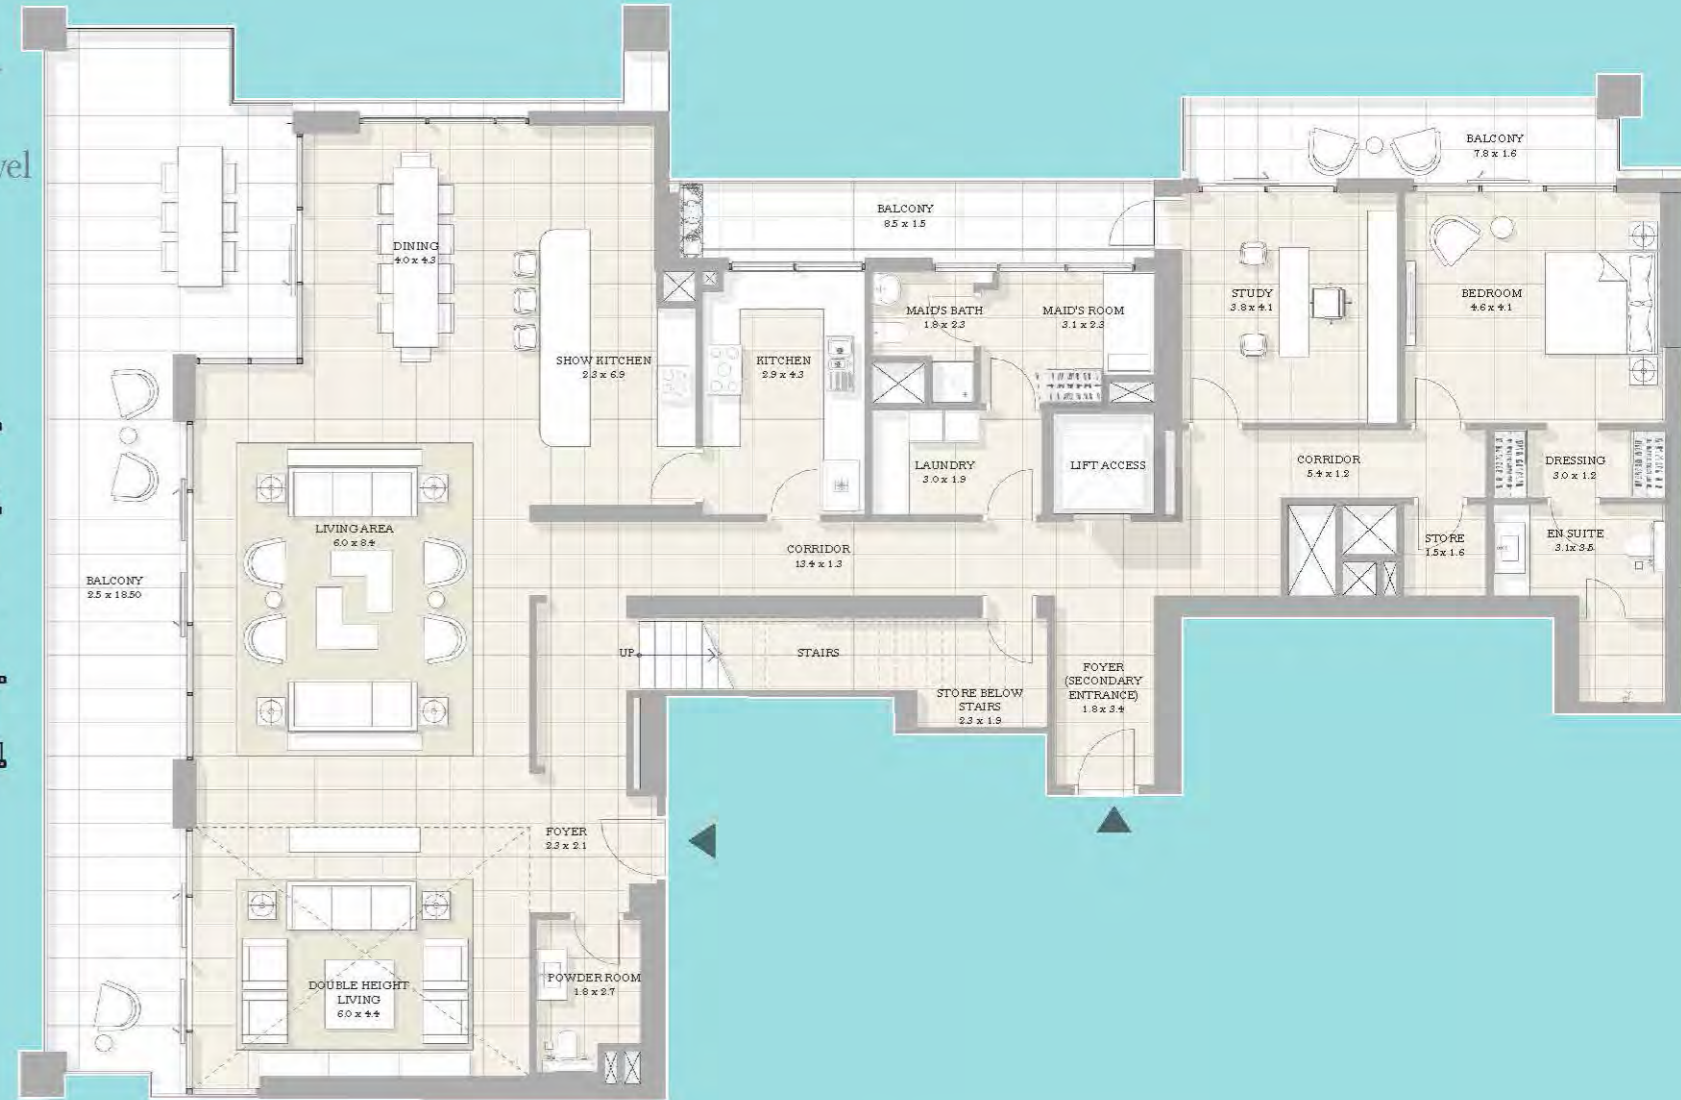 vel
BALCONY
7.8 x 1.6
BALCONY
8.5 x 1.5
DINING
4.0 x 4.3
STUDY
3.8 x 4.1
BEDROOM
4.6 x 4.1
MAID'S BATH
1.8 x 2.3
MAID'S ROOM
3.1 x 2.3
SHOW KITCHEN
2.3 x 6.9
KITCHEN
2.9 x 4.3
LAUNDRY
3.0 x 1.9
LIFT ACCESS
CORRIDOR
5.4 x 1.2
DRESSING
3.0 x 1.2
LIVING AREA
6.0 x 8.4
CORRIDOR
13.4 x 1.3
STORE
1.5 x 1.6
EN SUITE
3.1 x 3.5
BALCONY
2.5 x 18.50
UP
STAIRS
STORE BELOW
STAIRS
2.3 x 1.9
FOYER
(SECONDARY
ENTRANCE)
1.8 x 3.4
FOYER
2.3 x 2.1
DOUBLE HEIGHT
LIVING
6.0 x 4.4
POWDER ROOM
1.8 x 2.7